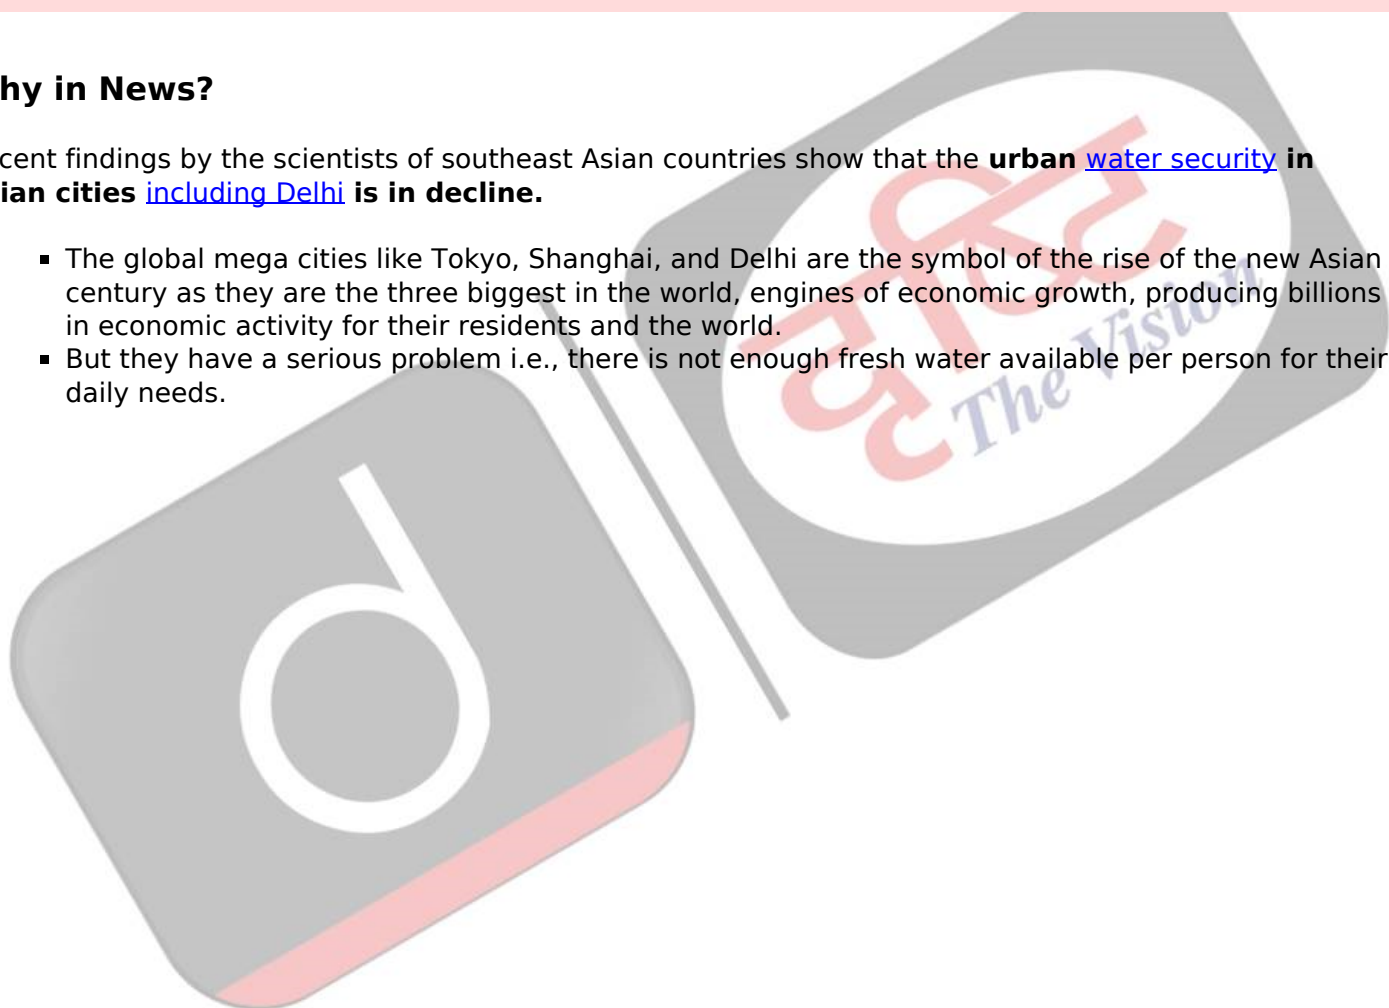 hy in News?
cent findings by the scientists of southeast Asian countries show that the urban water security in
ian cities including Delhi is in decline.
▪ The global mega cities like Tokyo, Shanghai, and Delhi are the symbol of the rise of the new Asian
century as they are the three biggest in the world, engines of economic growth, producing billions
in economic activity for their residents and the world.
▪ But they have a serious problem i.e., there is not enough fresh water available per person for their
daily needs.
d
दृष्टि
The Vision